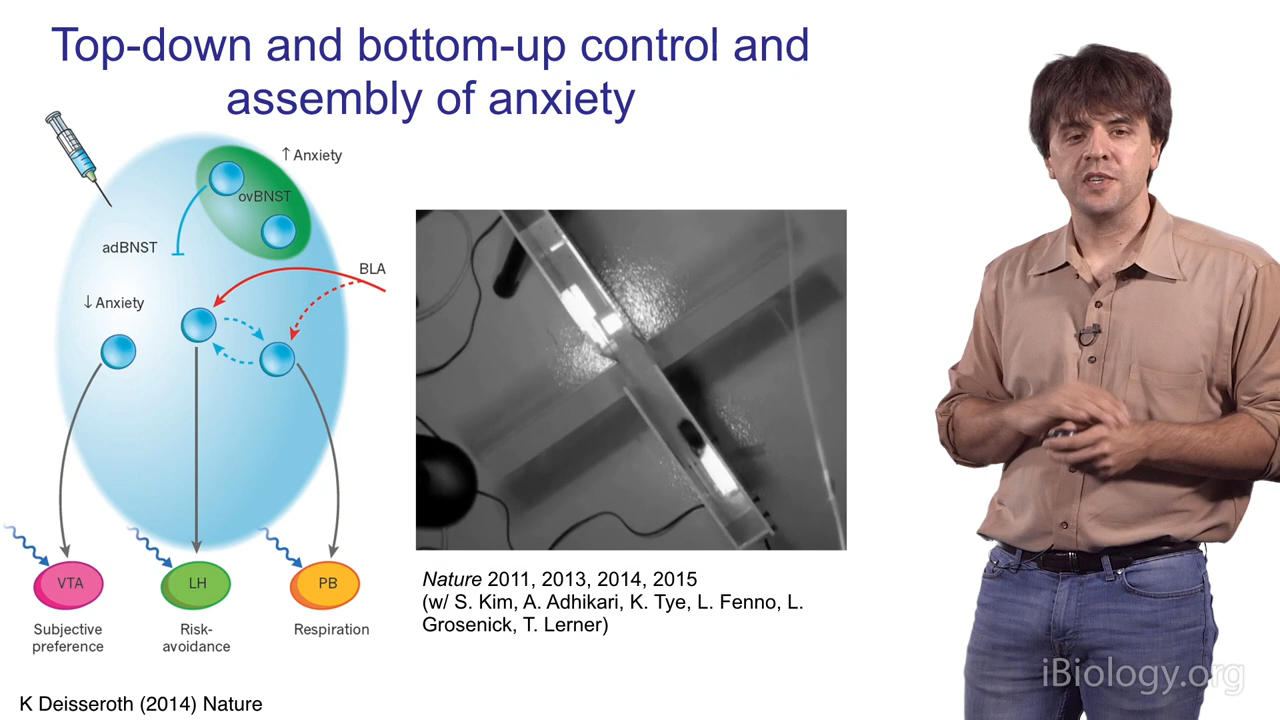 Top-down and bottom-up control and
assembly of anxiety
↑ Anxiety
ovBNST
adBNST
BLA
↓ Anxiety
VTA
LH
PB
Subjective
preference
Risk-
avoidance
Respiration
Nature 2011, 2013, 2014, 2015
(w/ S. Kim, A. Adhikari, K. Tye, L. Fenno, L.
Grosenick, T. Lerner)
K Deisseroth (2014) Nature
iBiology.org